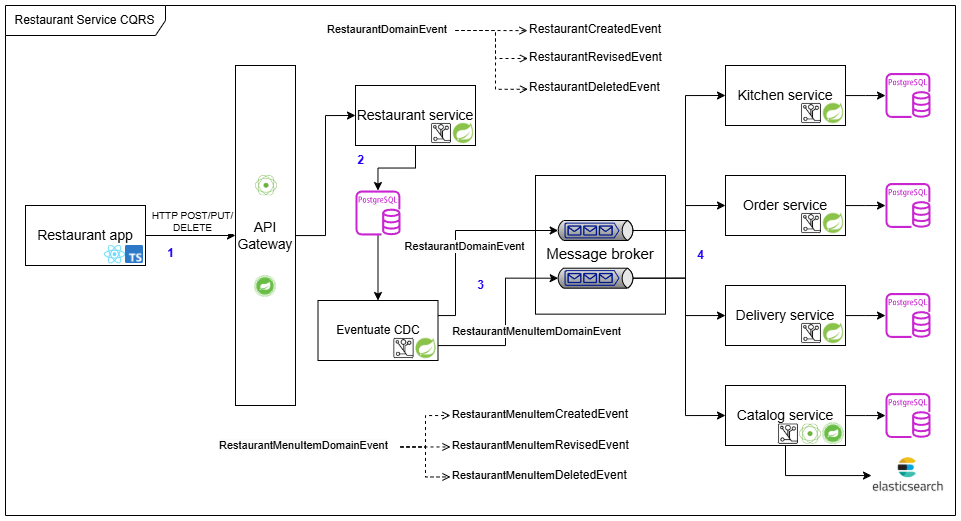 Restaurant Service CQRS
RestaurantDomainEvent
RestaurantCreatedEvent
RestaurantRevisedEvent
RestaurantDeletedEvent
Restaurant app
TS
HTTP POST/PUT/
DELETE
1
API
Gateway
Restaurant service
2
PostgreSQL
Eventuate CDC
RestaurantDomainEvent
3
RestaurantMenuItemDomainEvent
Message broker
4
Kitchen service
PostgreSQL
Order service
PostgreSQL
Delivery service
PostgreSQL
Catalog service
PostgreSQL
elasticsearch
RestaurantMenuItemDomainEvent
RestaurantMenuItemCreatedEvent
RestaurantMenuItemRevisedEvent
RestaurantMenuItemDeletedEvent